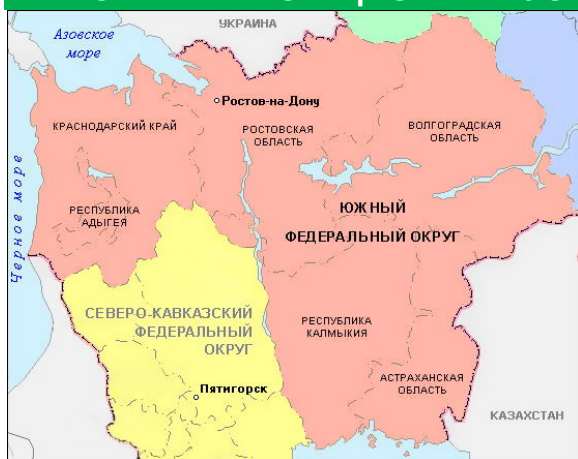 УКРАИНА
Азовское
море
Ростов-на-Дону
КРАСНОДАРСКИЙ КРАЙ
РОСТОВСКАЯ
ОБЛАСТЬ
ВОЛГОГРАДСКАЯ
ОБЛАСТЬ
Черное море
РЕСПУБЛИКА
АДЫГЕЯ
ЮЖНЫЙ
ФЕДЕРАЛЬНЫЙ ОКРУГ
СЕВЕРО-КАВКАЗСКИЙ
ФЕДЕРАЛЬНЫЙ
ОКРУГ
РЕСПУБЛИКА
КАЛМЫКИЯ
Пятигорск
АСТРАХАНСКАЯ
ОБЛАСТЬ
КАЗАХСТАН